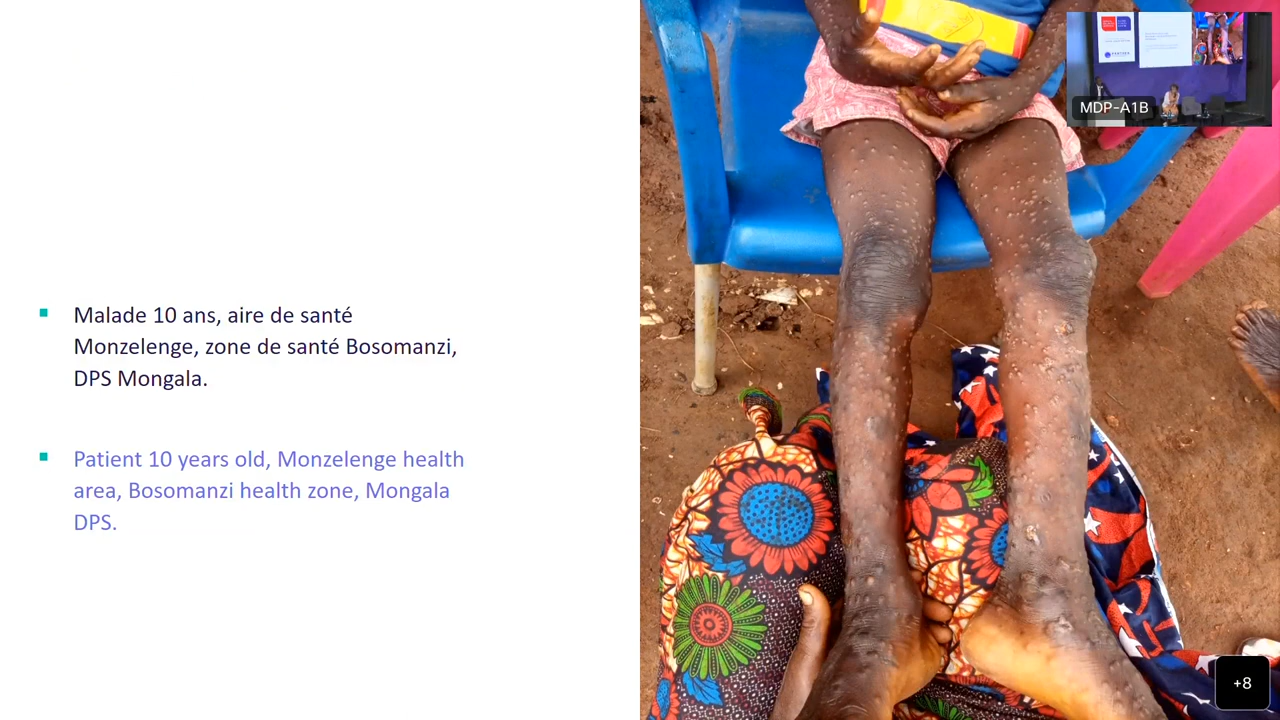 Malade 10 ans, aire de santé
Monzelenge, zone de santé Bosomanzi,
DPS Mongala.
Patient 10 years old, Monzelenge health
area, Bosomanzi health zone, Mongala
DPS.
MDP-A1B
+8